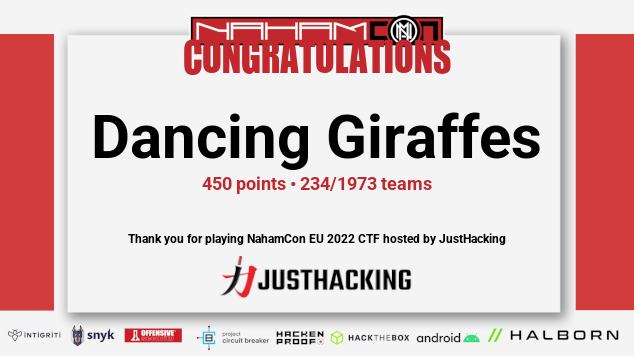 NAHAMCON
CONGRATULATIONS
Dancing Giraffes
450 points • 234/1973 teams
Thank you for playing NahamCon EU 2022 CTF hosted by JustHacking
JUSTHACKING
INTIGRITI
snyk
OFFENSIVE
project
circuit breaker
HACKEN
PROOF
HACKTHEBOX
android
HALBORN